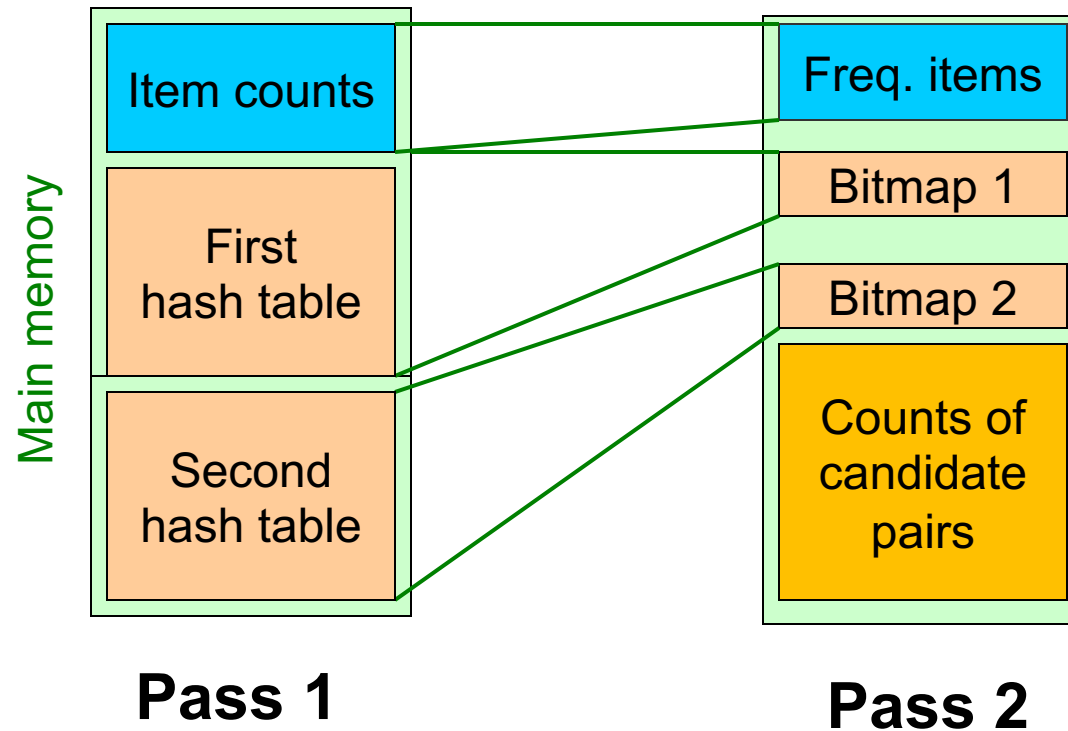 Main memory
Item counts
First
hash table
Second
hash table
Pass 1
Freq. items
Bitmap 1
Bitmap 2
Counts of
candidate
pairs
Pass 2